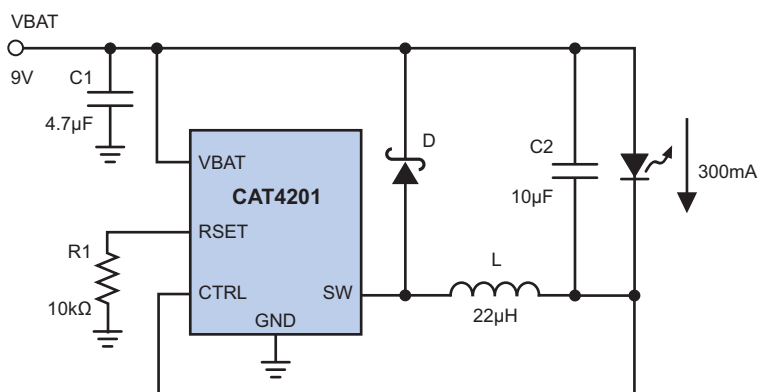 VBAT
9V
C1
4.7µF
D
C2
10µF
300mA
VBAT
CAT4201
RSET
R1
10kΩ
CTRL
SW
GND
L
22µH